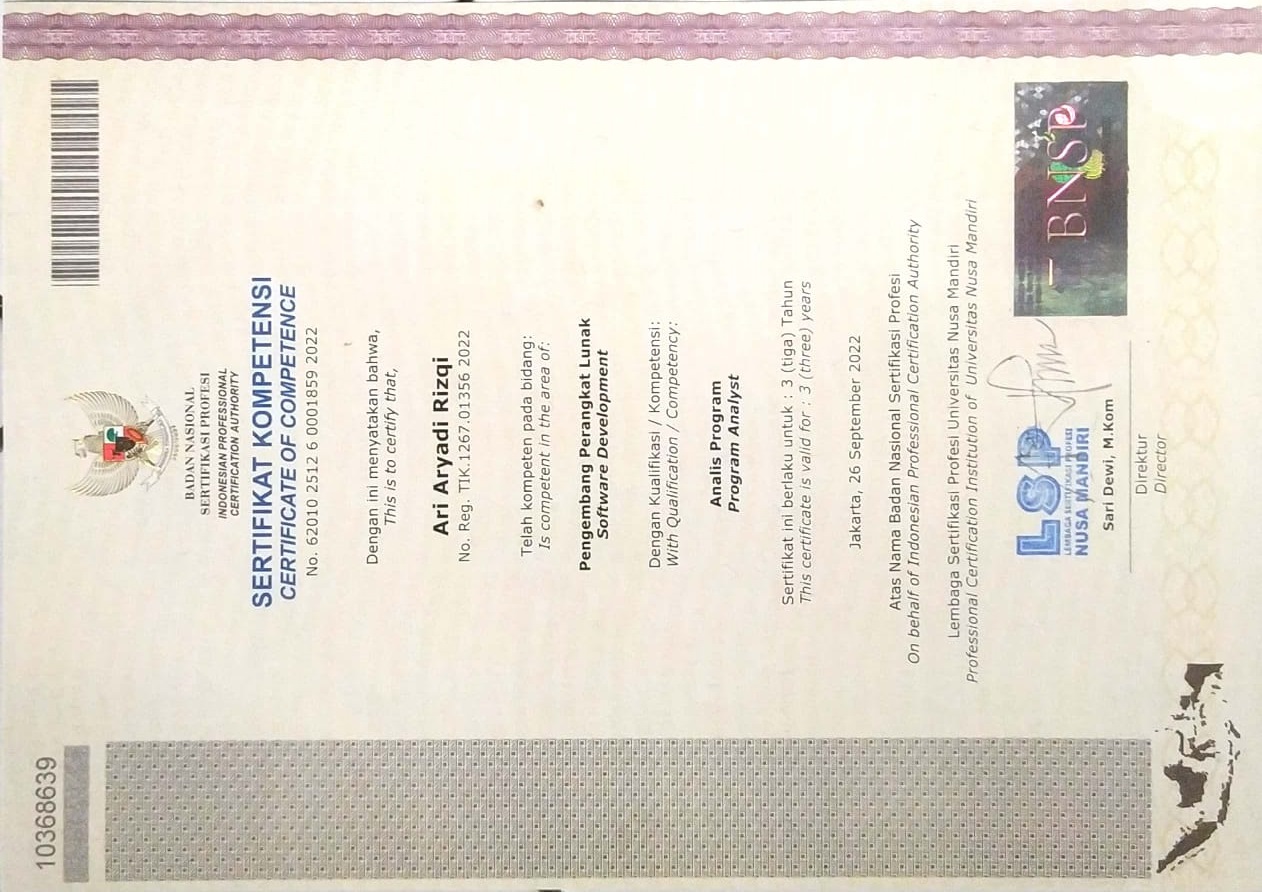 10368639
BADAN NASIONAL
SERTIFIKASI PROFESI
INDONESIAN PROFESSIONAL
CERTIFICATION AUTHORITY
SERTIFIKAT KOMPETENSI
CERTIFICATE OF COMPETENCE
No. 62010 2512 6 0001859 2022
Dengan ini menyatakan bahwa,
This is to certify that,
Ari Aryadi Rizqi
No. Reg. TIK.1267.01356 2022
Telah kompeten pada bidang:
Is competent in the area of:
Pengembang Perangkat Lunak
Software Development
Dengan Kualifikasi / Kompetensi:
With Qualification / Competency:
Analis Program
Program Analyst
Sertifikat ini berlaku untuk : 3 (tiga) Tahun
This certificate is valid for : 3 (three) years
Jakarta, 26 September 2022
Atas Nama Badan Nasional Sertifikasi Profesi
On behalf of Indonesian Professional Certification Authority
Lembaga Sertifikasi Profesi Universitas Nusa Mandiri
Professional Certification Institution of Universitas Nusa Mandiri
LSP
LEMBAGA SERTIFIKASI PROFESI
NUSA MANDIRI
BNSP
Sari Dewi, M.Kom
Direktur
Director